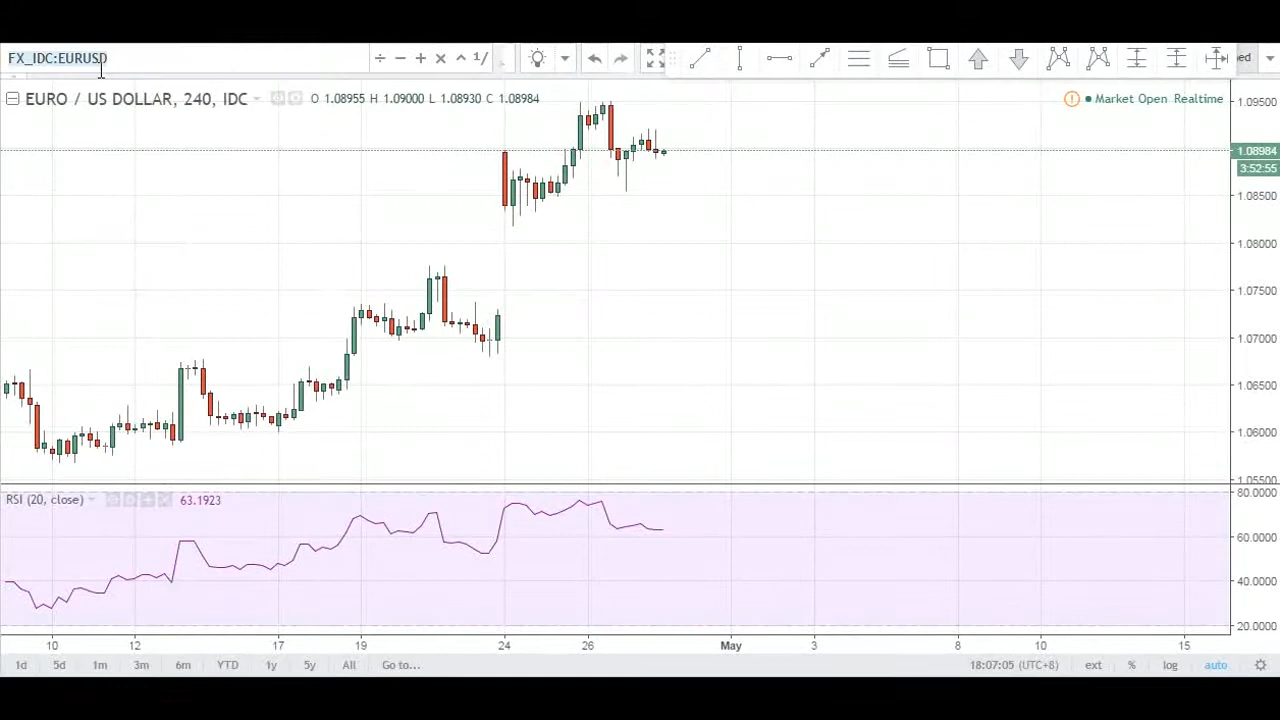 FX_IDC:EURUSD
÷ − + × ^ 1/
ed
EURO / US DOLLAR, 240, IDC
O 1.08955 H 1.09000 L 1.08930 C 1.08984
Market Open Realtime
1.09500
1.08984
3:52:55
1.08500
1.08000
1.07500
1.07000
1.06500
1.06000
1.05500
RSI (20, close) 63.1923
80.0000
60.0000
40.0000
20.0000
10 12 17 19 24 26 May 3 8 10 15
1d 5d 1m 3m 6m YTD 1y 5y All Go to... 18:07:05 (UTC+8) ext % log auto